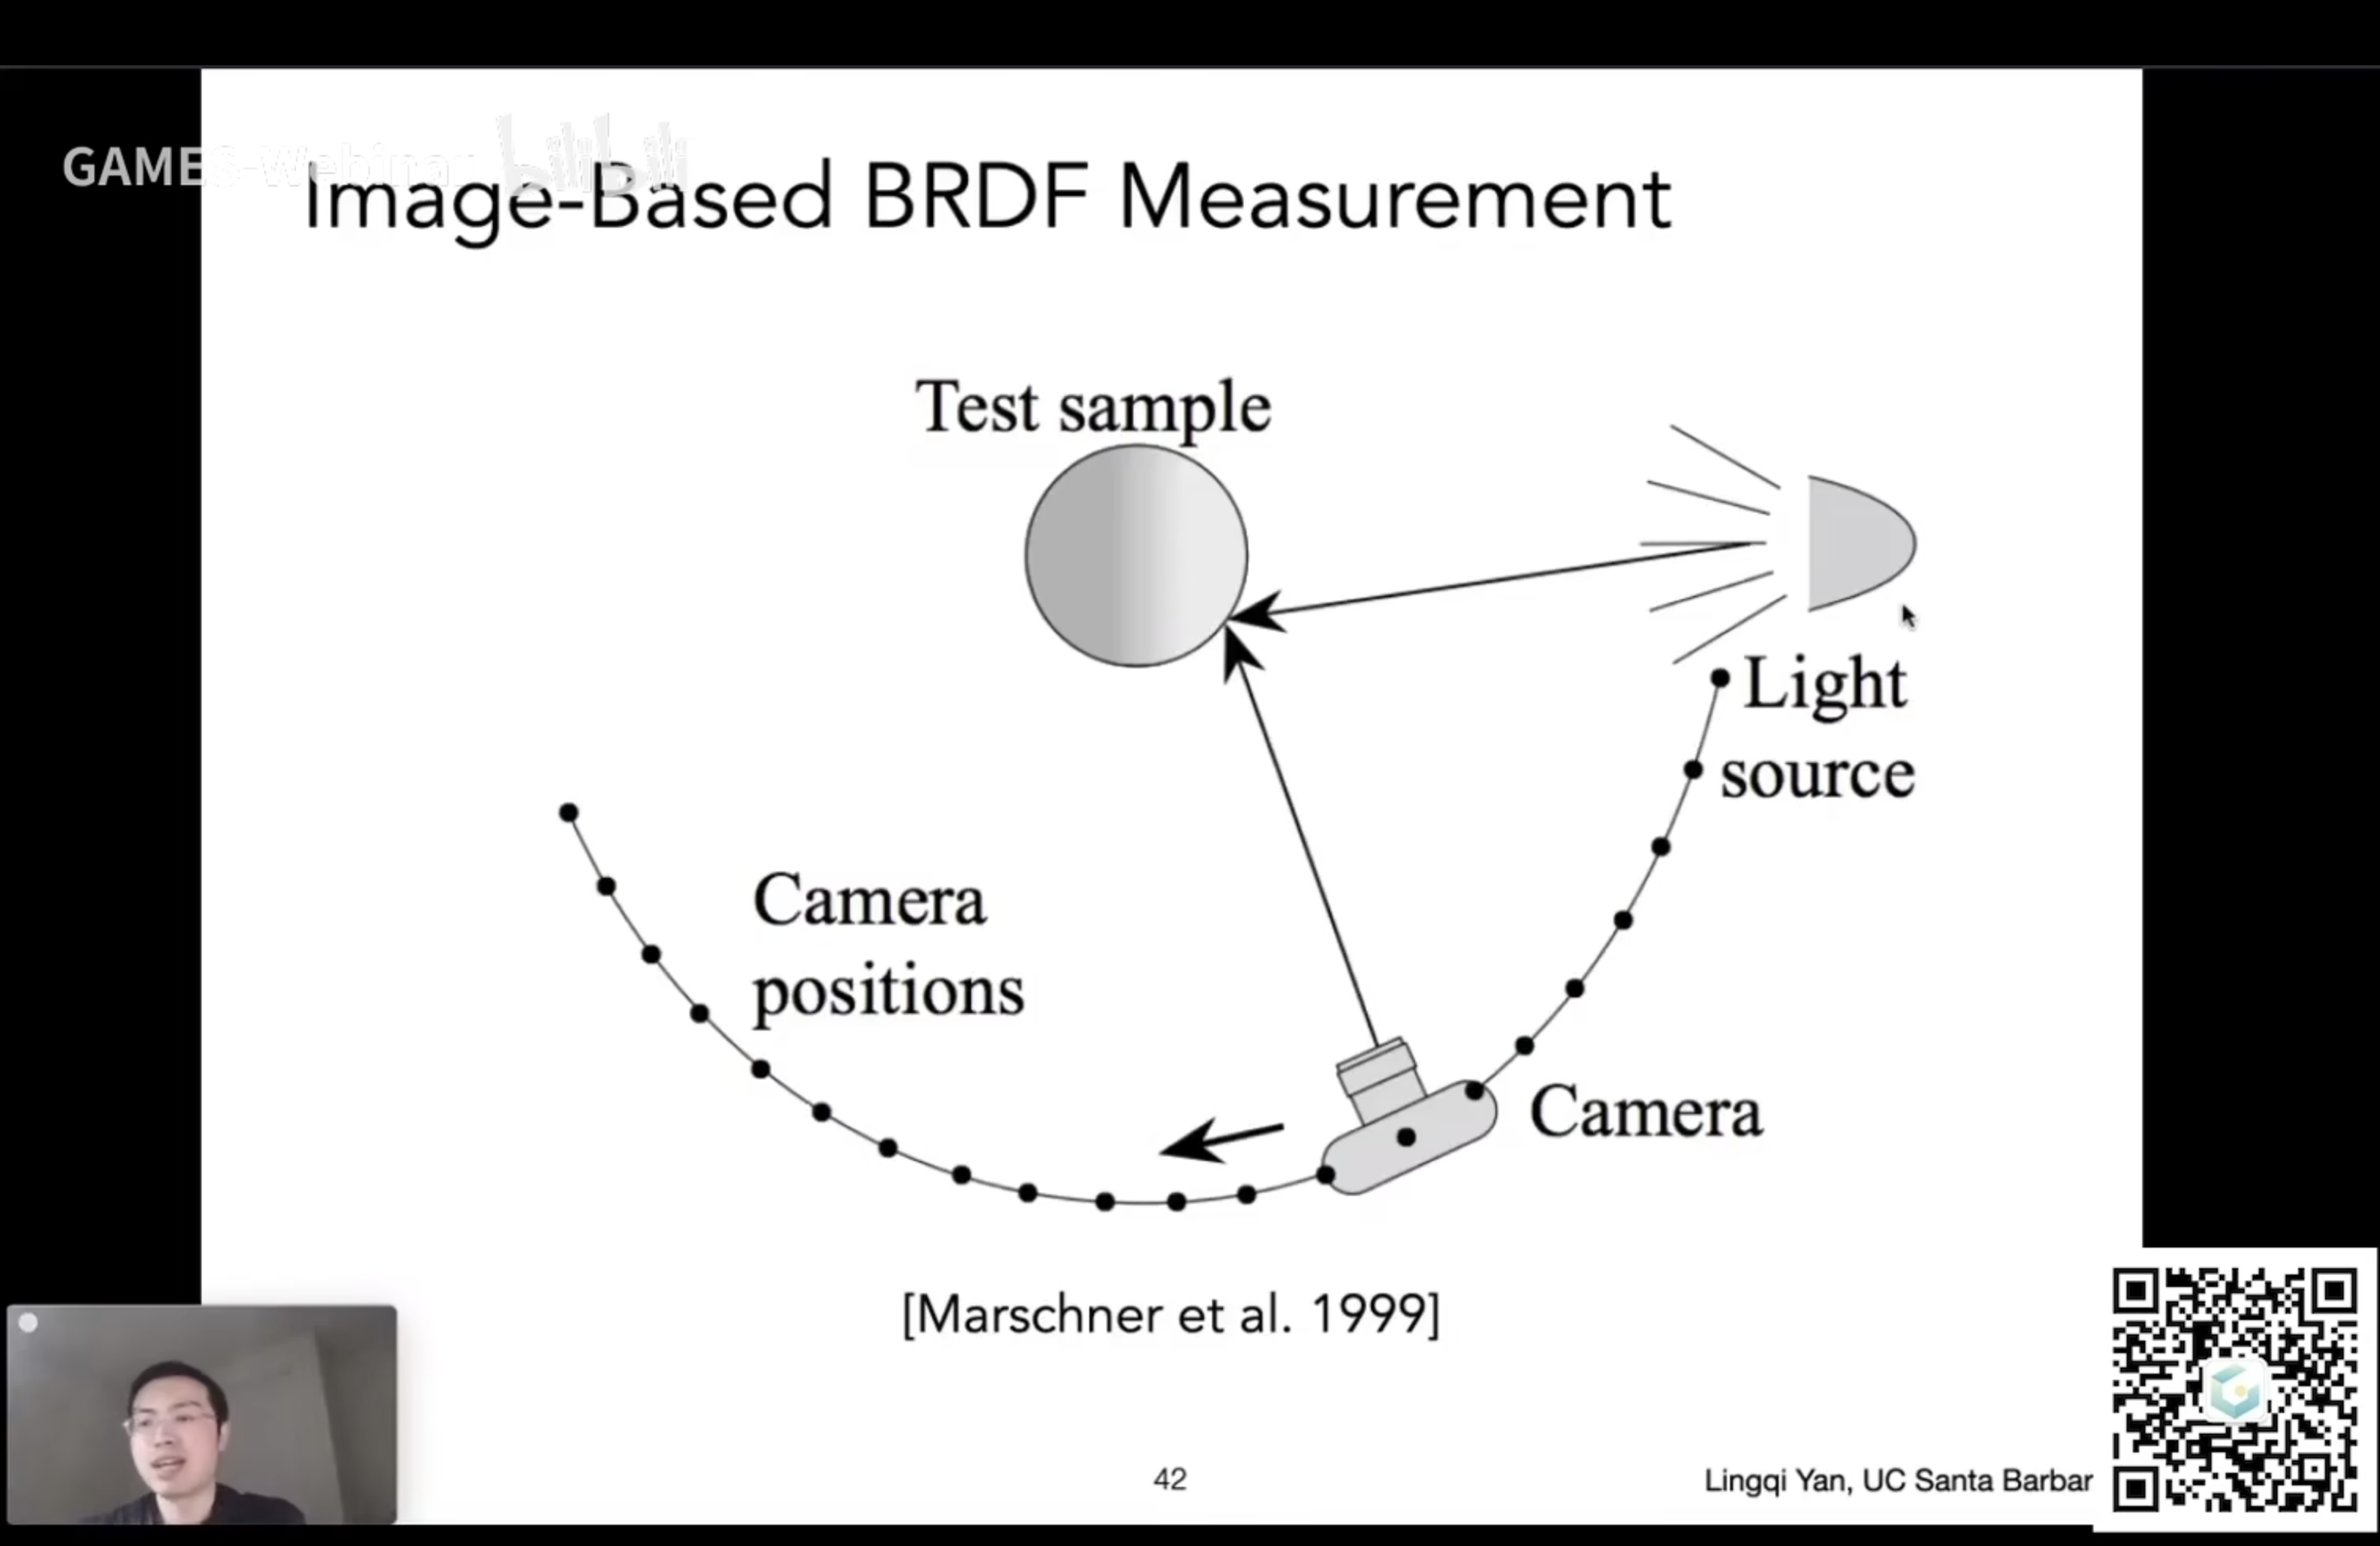 GAMES-Webinar bilibili
Image-Based BRDF Measurement
Test sample
Light
source
Camera
positions
Camera
[Marschner et al. 1999]
42
Lingqi Yan, UC Santa Barbar